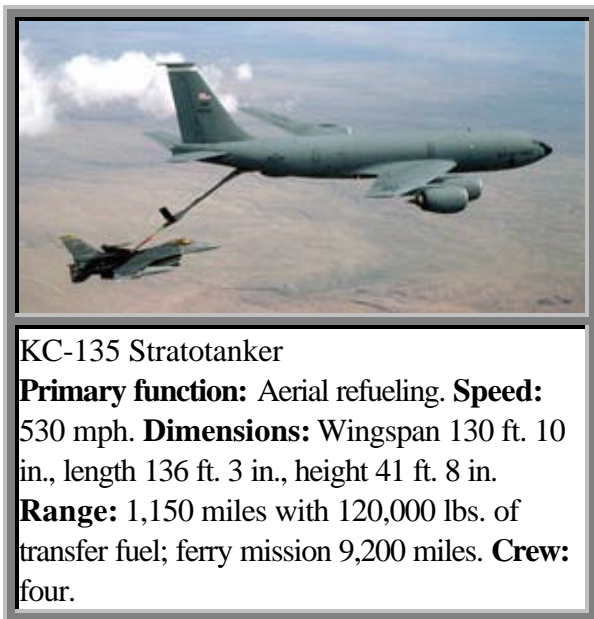 KC-135 Stratotanker
Primary function: Aerial refueling. Speed:
530 mph. Dimensions: Wingspan 130 ft. 10
in., length 136 ft. 3 in., height 41 ft. 8 in.
Range: 1,150 miles with 120,000 lbs. of
transfer fuel; ferry mission 9,200 miles. Crew:
four.